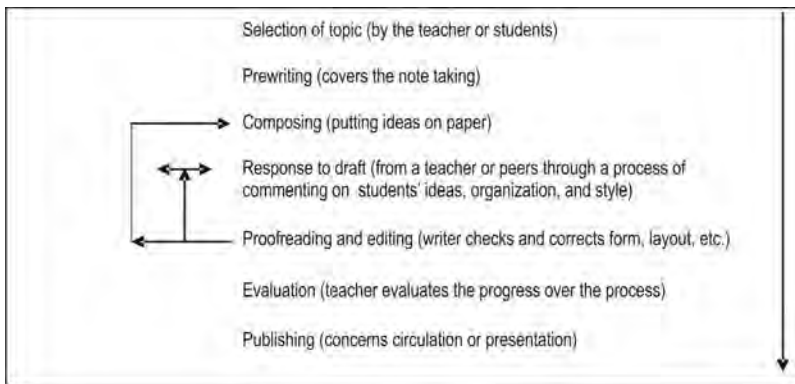 Selection of topic (by the teacher or students)
Prewriting (covers the note taking)
Composing (putting ideas on paper)
Response to draft (from a teacher or peers through a process of
commenting on students' ideas, organization, and style)
Proofreading and editing (writer checks and corrects form, layout, etc.)
Evaluation (teacher evaluates the progress over the process)
Publishing (concerns circulation or presentation)